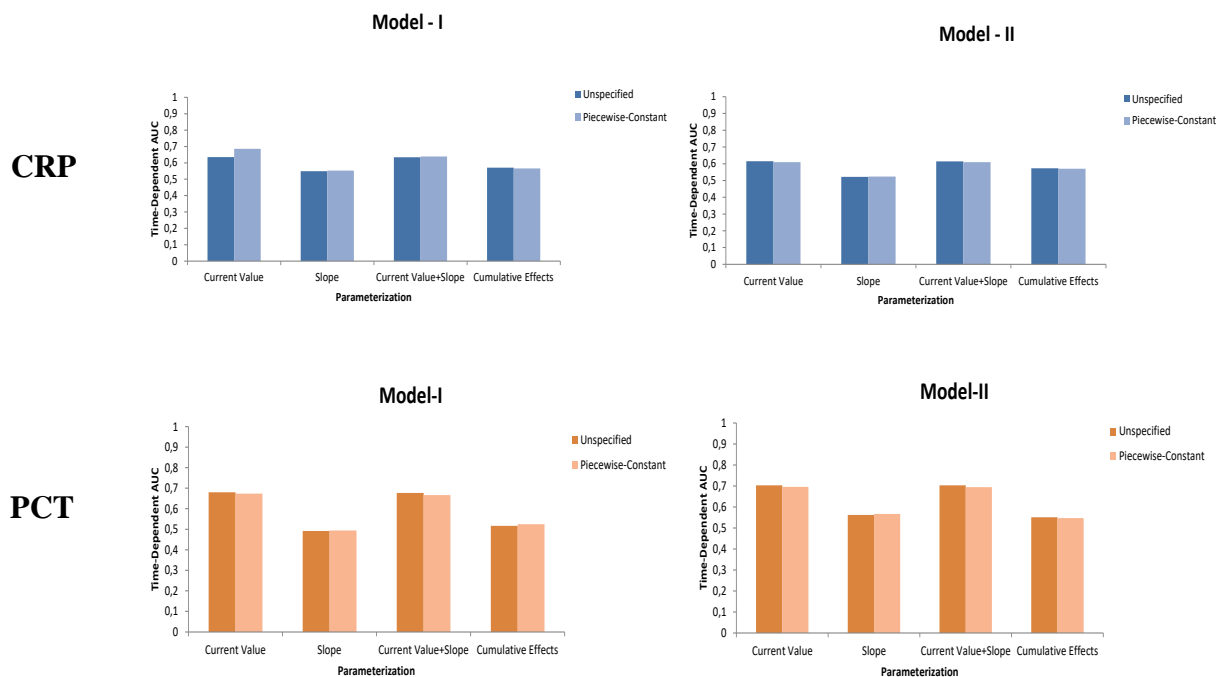 Model - I
Model - II
CRP
Time-Dependent AUC
1
0,9
0,8
0,7
0,6
0,5
0,4
0,3
0,2
0,1
0
Current Value
Slope
Current Value+Slope
Cumulative Effects
Parameterization
Unspecified
Piecewise-Constant
Time-Dependent AUC
1
0,9
0,8
0,7
0,6
0,5
0,4
0,3
0,2
0,1
0
Current Value
Slope
Current Value+Slope
Cumulative Effects
Parameterization
Unspecified
Piecewise-Constant
Model-I
Model-II
PCT
Time-Dependent AUC
1
0,9
0,8
0,7
0,6
0,5
0,4
0,3
0,2
0,1
0
Current Value
Slope
Current Value+Slope
Cumulative Effects
Parameterization
Unspecified
Piecewise-Constant
Time-Dependent AUC
1
0,9
0,8
0,7
0,6
0,5
0,4
0,3
0,2
0,1
0
Current Value
Slope
Current Value+Slope
Cumulative Effects
Parameterization
Unspecified
Piecewise-Constant